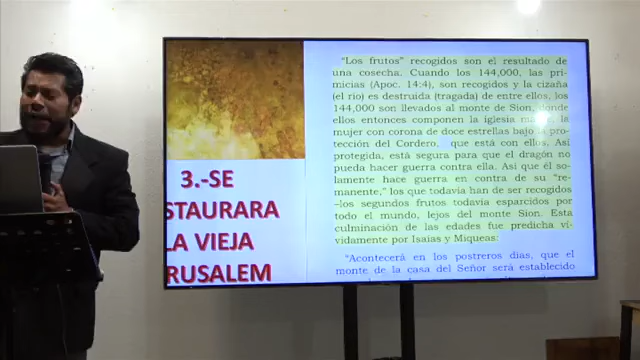 3.-SE
STAURARA
LA VIEJA
RUSALEM
“Los frutos” recogidos son el resultado de
una cosecha. Cuando los 144,000, las pri-
micias (Apoc. 14:4), son recogidos y la cizaña
(el rio) es destruida (tragada) de entre ellos, los
144,000 son llevados al monte de Sion, donde
ellos entonces componen la iglesia la
mujer con corona de doce estrellas bajo la pro-
tección del Cordero, que está con ellos. Así
protegida, está segura para que el dragón no
pueda hacer guerra contra ella. Así que él so-
lamente hace guerra en contra de su “re-
manente,” los que todavia han de ser recogidos
–los segundos frutos todavia esparcidos por
todo el mundo, lejos del monte Sion. Esta
culminación de las edades fue predicha ví-
vidamente por Isaías y Miqueas:
“Acontecerá en los postreros días, que el
monte de la casa del Señor será establecido